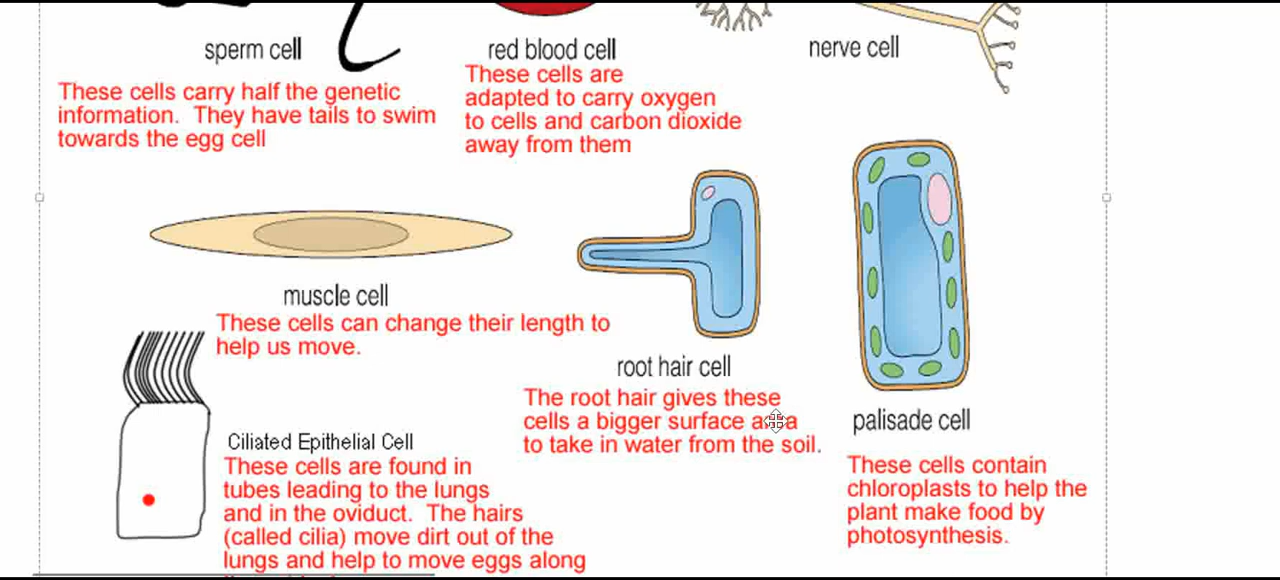 sperm cell
These cells carry half the genetic
information. They have tails to swim
towards the egg cell
red blood cell
These cells are
adapted to carry oxygen
to cells and carbon dioxide
away from them
nerve cell
muscle cell
These cells can change their length to
help us move.
root hair cell
The root hair gives these
cells a bigger surface area
to take in water from the soil.
palisade cell
These cells contain
chloroplasts to help the
plant make food by
photosynthesis.
Ciliated Epithelial Cell
These cells are found in
tubes leading to the lungs
and in the oviduct. The hairs
(called cilia) move dirt out of the
lungs and help to move eggs along